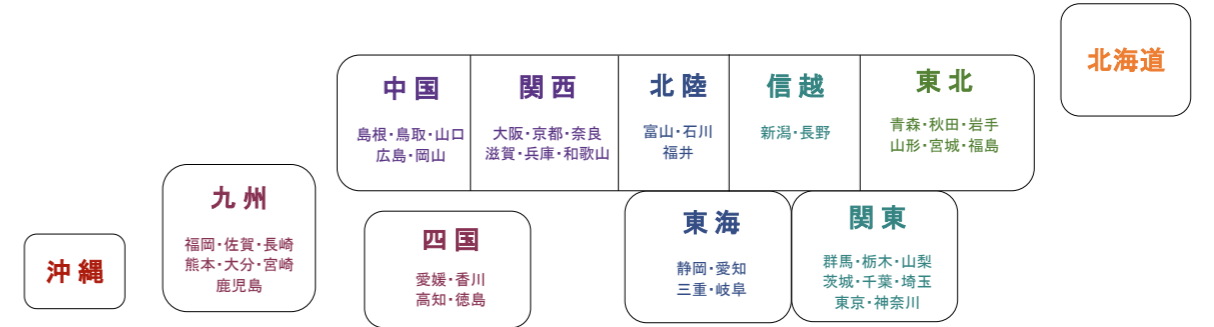 北海道
中国
島根・鳥取・山口
広島・岡山
関西
大阪・京都・奈良
滋賀・兵庫・和歌山
北陸
富山・石川
福井
信越
新潟・長野
東北
青森・秋田・岩手
山形・宮城・福島
九州
福岡・佐賀・長崎
熊本・大分・宮崎
鹿児島
四国
愛媛・香川
高知・徳島
東海
静岡・愛知
三重・岐阜
関東
群馬・栃木・山梨
茨城・千葉・埼玉
東京・神奈川
沖縄